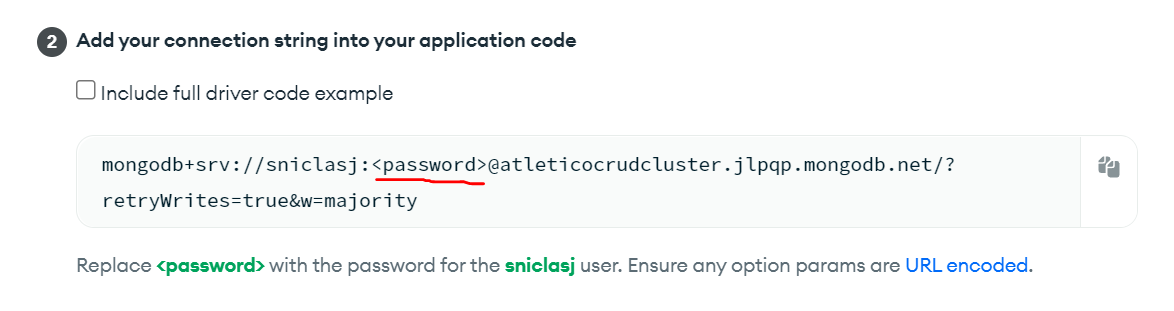 2 Add your connection string into your application code
Include full driver code example
mongodb+srv://sniclasj:<password>@atleticocrudcluster.jlpqp.mongodb.net/?
retryWrites=true&w=majority
Replace <password> with the password for the sniclasj user. Ensure any option params are URL encoded.